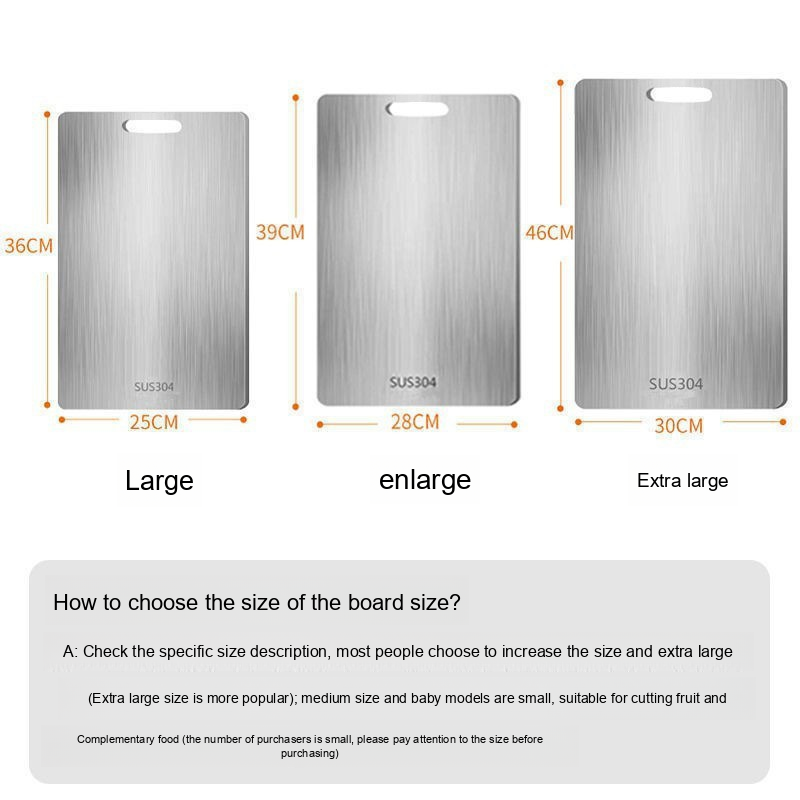 36CM
39CM
46CM
SUS304
SUS304
SUS304
25CM
28CM
30CM
Large
enlarge
Extra large
How to choose the size of the board size?
A: Check the specific size description, most people choose to increase the size and extra large
(Extra large size is more popular); medium size and baby models are small, suitable for cutting fruit and
Complementary food (the number of purchasers is small, please pay attention to the size before
purchasing)